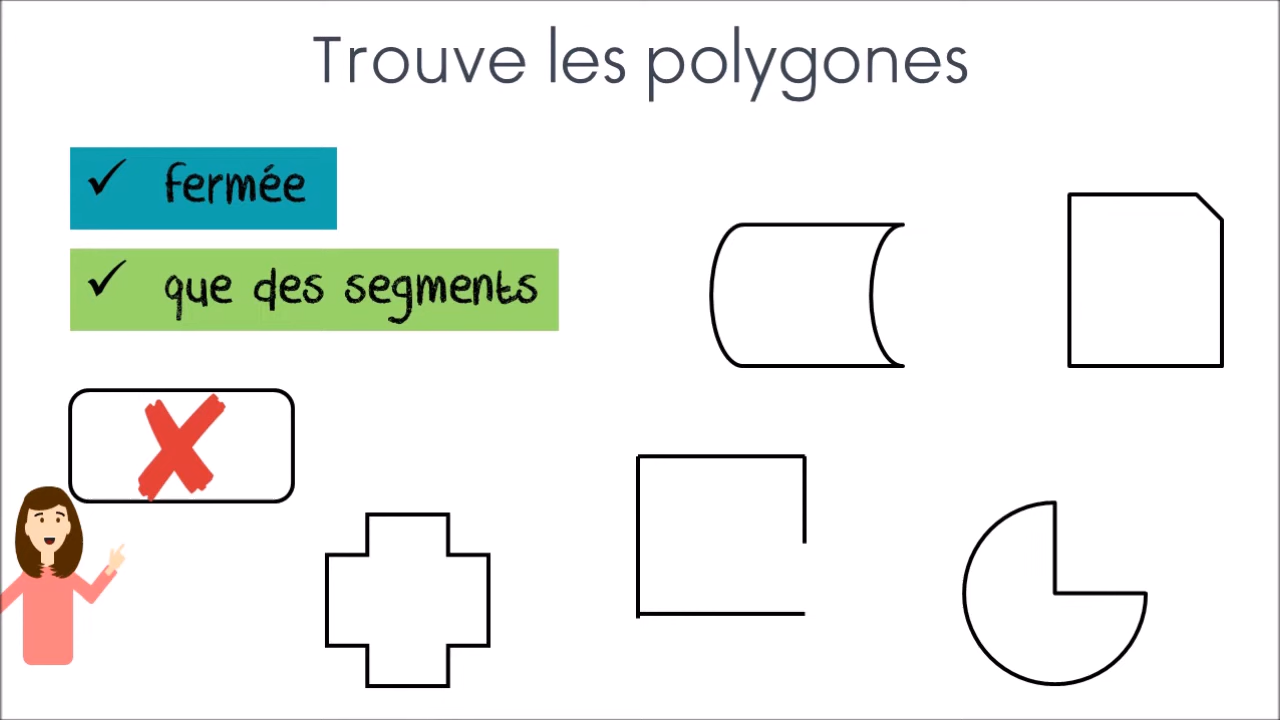 Trouve les polygones
✓ fermée
✓ que des segments